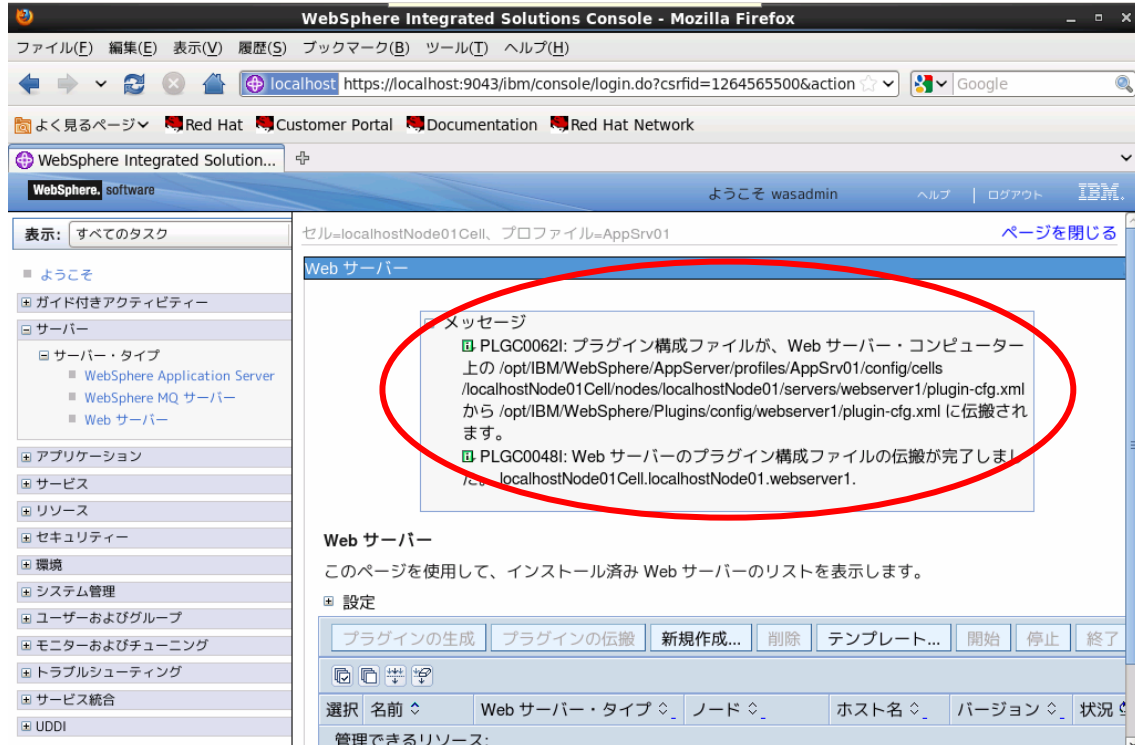 WebSphere Integrated Solutions Console - Mozilla Firefox
ファイル(F) 編集(E) 表示(V) 履歴(S) ブックマーク(B) ツール(T) ヘルプ(H)
localhost https://localhost:9043/ibm/console/login.do?csrfid=1264565500&action Google
よく見るページ Red Hat Customer Portal Documentation Red Hat Network
WebSphere Integrated Solution...
WebSphere. software ようこそ wasadmin ヘルプ | ログアウト IBM.
表示: すべてのタスク
ようこそ
ガイド付きアクティビティー
サーバー
サーバー・タイプ
WebSphere Application Server
WebSphere MQ サーバー
Web サーバー
アプリケーション
サービス
リソース
セキュリティー
環境
システム管理
ユーザーおよびグループ
モニターおよびチューニング
トラブルシューティング
サービス統合
UDDI
セル=localhostNode01Cell、プロファイル=AppSrv01 ページを閉じる
Web サーバー
メッセージ
PLGC0062I: プラグイン構成ファイルが、Web サーバー・コンピューター
上の /opt/IBM/WebSphere/AppServer/profiles/AppSrv01/config/cells
/localhostNode01Cell/nodes/localhostNode01/servers/webserver1/plugin-cfg.xml
から /opt/IBM/WebSphere/Plugins/config/webserver1/plugin-cfg.xml に伝搬され
ます。
PLGC0048I: Web サーバーのプラグイン構成ファイルの伝搬が完了しまし
た。 localhostNode01Cell.localhostNode01.webserver1.
Web サーバー
このページを使用して、インストール済み Web サーバーのリストを表示します。
設定
プラグインの生成 プラグインの伝搬 新規作成... 削除 テンプレート... 開始 停止 終了
選択 名前 Web サーバー・タイプ ノード ホスト名 バージョン 状況
管理できるリソース: